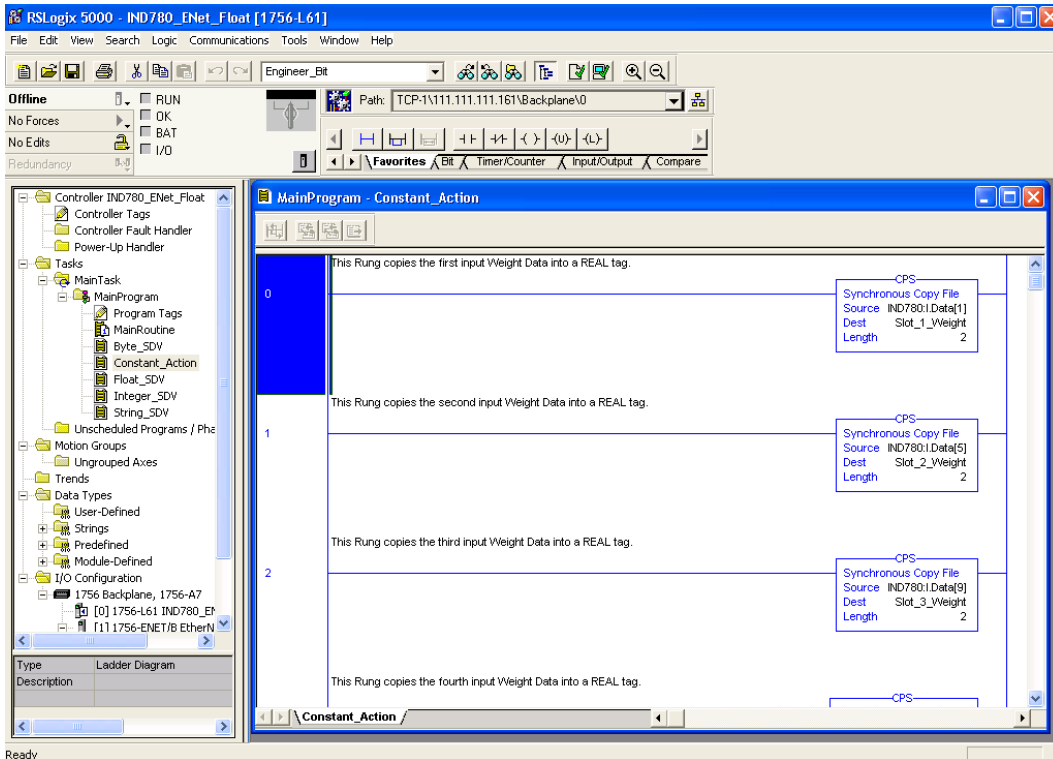 RSLogix 5000 - IND780_ENet_Float [1756-L61]
File Edit View Search Logic Communications Tools Window Help
Engineer_Bit
Offline
RUN
No Forces
OK
No Edits
BAT
I/O
Redundancy
Path: TCP-1\111.111.111.161\Backplane\0
Favorites Bit Timer/Counter Input/Output Compare
Controller IND780_ENet_Float
Controller Tags
Controller Fault Handler
Power-Up Handler
Tasks
MainTask
MainProgram
Program Tags
MainRoutine
Byte_SDV
Constant_Action
Float_SDV
Integer_SDV
String_SDV
Unscheduled Programs / Pha
Motion Groups
Ungrouped Axes
Trends
Data Types
User-Defined
Strings
Predefined
Module-Defined
I/O Configuration
1756 Backplane, 1756-A7
[0] 1756-L61 IND780_EN
[1] 1756-ENET/B EtherN
Type Ladder Diagram
Description
MainProgram - Constant_Action
This Rung copies the first input Weight Data into a REAL tag.
0
CPS
Synchronous Copy File
Source IND780:I.Data[1]
Dest Slot_1_Weight
Length 2
This Rung copies the second input Weight Data into a REAL tag.
1
CPS
Synchronous Copy File
Source IND780:I.Data[5]
Dest Slot_2_Weight
Length 2
This Rung copies the third input Weight Data into a REAL tag.
2
CPS
Synchronous Copy File
Source IND780:I.Data[9]
Dest Slot_3_Weight
Length 2
This Rung copies the fourth input Weight Data into a REAL tag.
CPS
Constant_Action
Ready